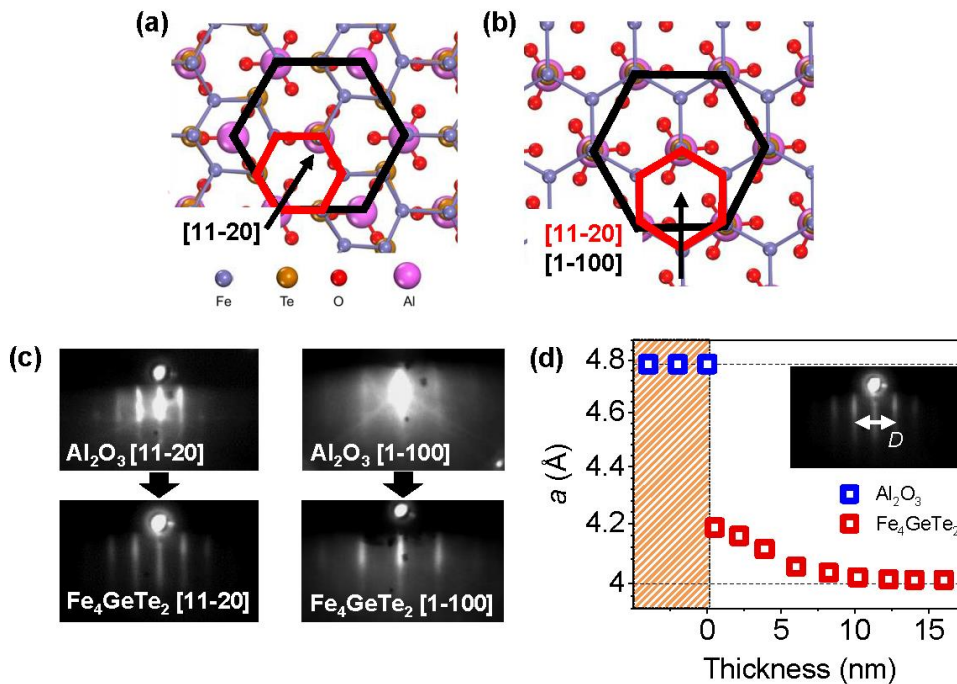 (a)
(b)
[11-20]
[11-20]
[1-100]
Fe Te O Al
(c)
Al₂O₃ [11-20]
Al₂O₃ [1-100]
Fe₄GeTe₂ [11-20]
Fe₄GeTe₂ [1-100]
(d)
4.8
4.6
4.4
4.2
4
a (Å)
D
Al₂O₃
Fe₄GeTe₂
0 5 10 15
Thickness (nm)